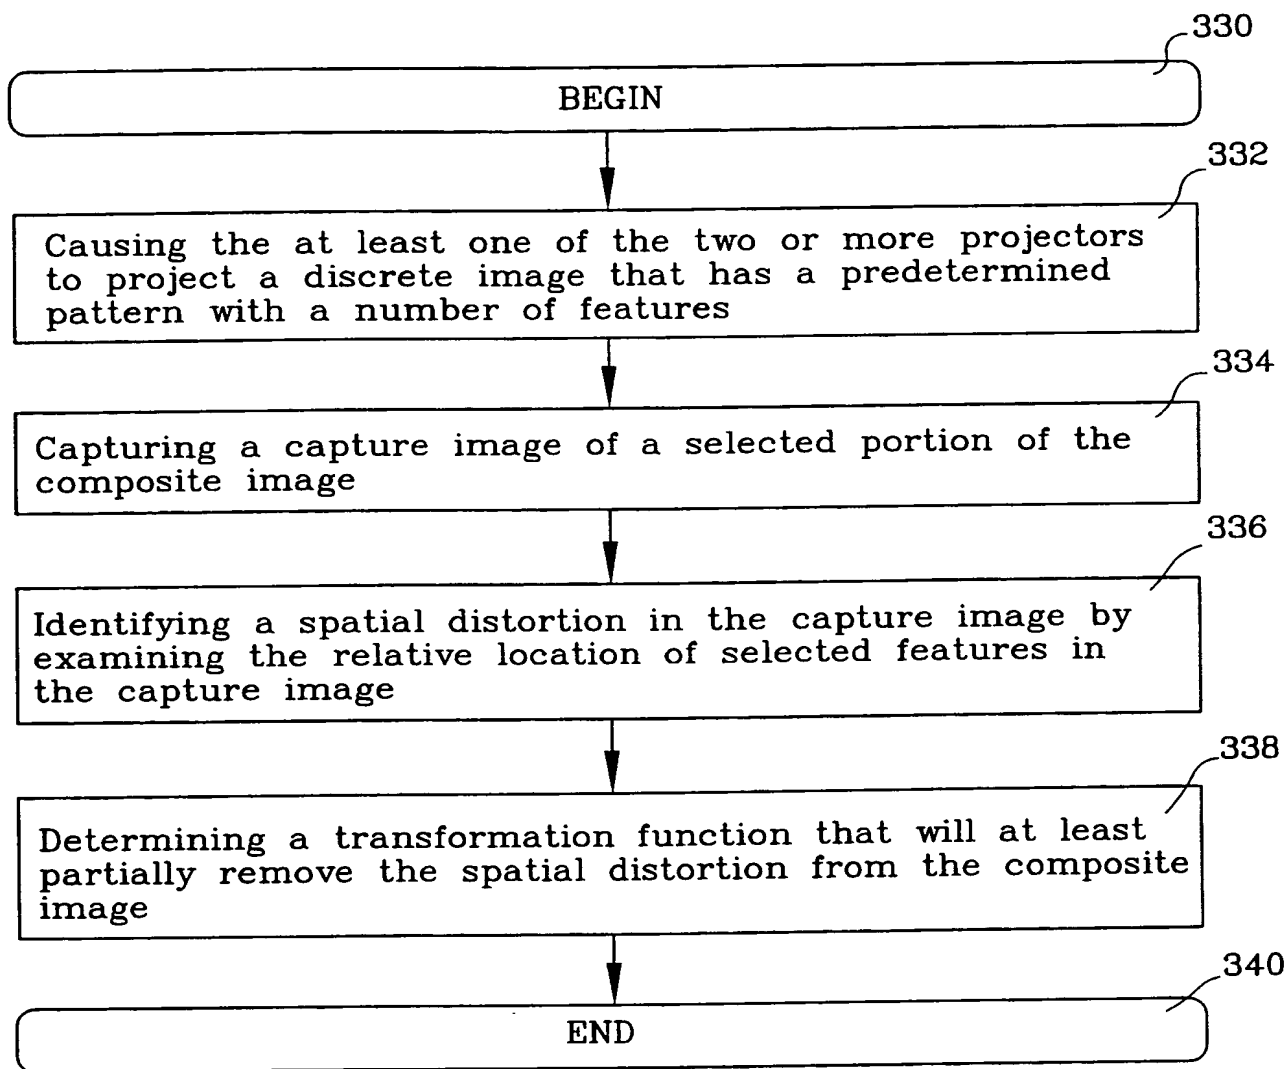 330
BEGIN
332
Causing the at least one of the two or more projectors
to project a discrete image that has a predetermined
pattern with a number of features
334
Capturing a capture image of a selected portion of the
composite image
336
Identifying a spatial distortion in the capture image by
examining the relative location of selected features in
the capture image
338
Determining a transformation function that will at least
partially remove the spatial distortion from the composite
image
340
END